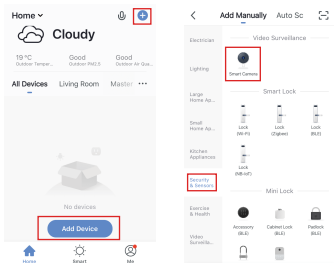 Home
Cloudy
19 °C Good Good
Outdoor Temper... Outdoor PM2.5 Outdoor Air Qua...
All Devices Living Room Master ...
No devices
Add Device
Home Smart Me
Add Manually Auto Sc
Electrician
Lighting
Large
Home Ap...
Small
Home Ap...
Kitchen
Appliances
Security
& Sensors
Exercise
& Health
Video
Surveilla...
Video Surveillance
Smart Camera
Smart Lock
Lock
(Wi-Fi)
Lock
(Zigbee)
Lock
(BLE)
Lock
(NB-IoT)
Mini Lock
Accessory
(BLE)
Cabinet Lock
(BLE)
Padlock
(BLE)